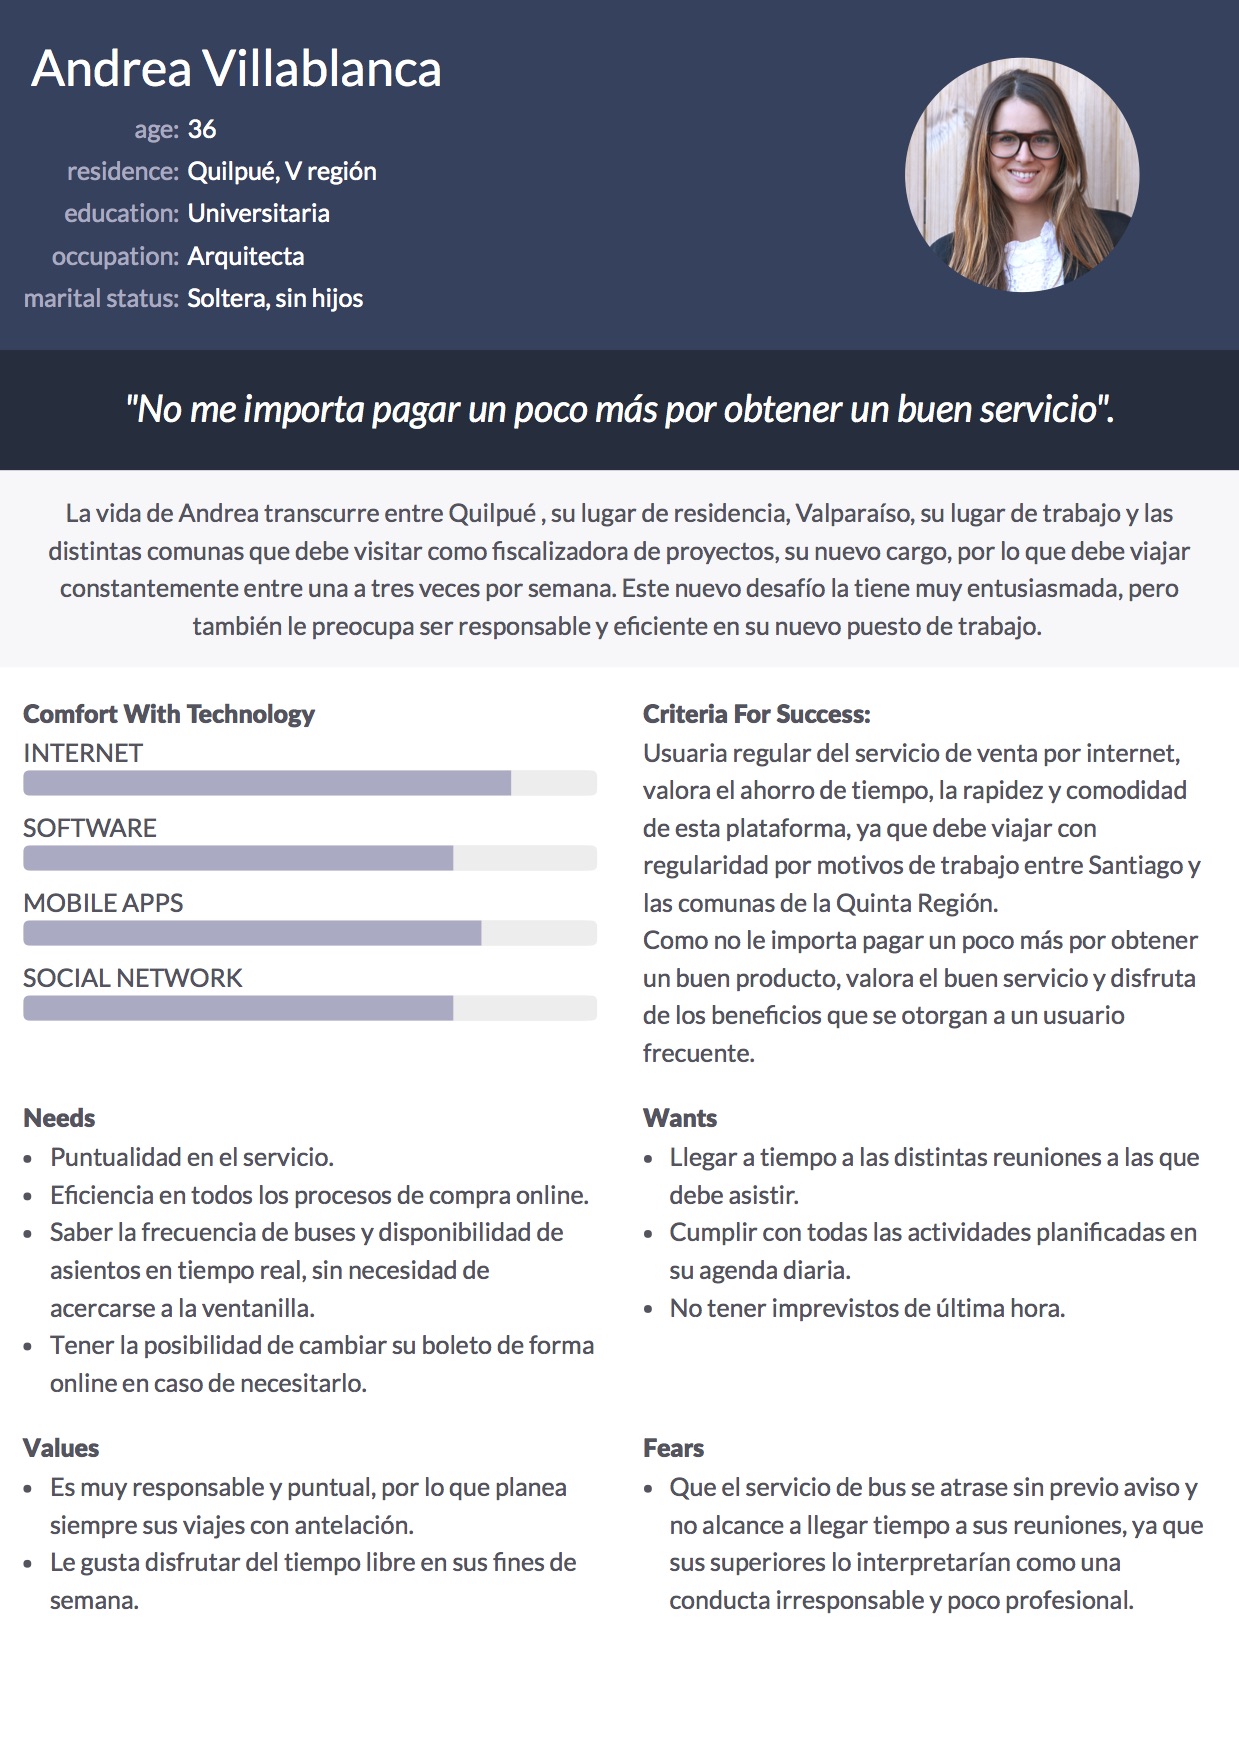 Andrea Villablanca
age: 36
residence: Quilpué, V región
education: Universitaria
occupation: Arquitecta
marital status: Soltera, sin hijos
"No me importa pagar un poco más por obtener un buen servicio".
La vida de Andrea transcurre entre Quilpué , su lugar de residencia, Valparaíso, su lugar de trabajo y las
distintas comunas que debe visitar como fiscalizadora de proyectos, su nuevo cargo, por lo que debe viajar
constantemente entre una a tres veces por semana. Este nuevo desafío la tiene muy entusiasmada, pero
también le preocupa ser responsable y eficiente en su nuevo puesto de trabajo.
Comfort With Technology
INTERNET
SOFTWARE
MOBILE APPS
SOCIAL NETWORK
Criteria For Success:
Usuaria regular del servicio de venta por internet,
valora el ahorro de tiempo, la rapidez y comodidad
de esta plataforma, ya que debe viajar con
regularidad por motivos de trabajo entre Santiago y
las comunas de la Quinta Región.
Como no le importa pagar un poco más por obtener
un buen producto, valora el buen servicio y disfruta
de los beneficios que se otorgan a un usuario
frecuente.
Needs
• Puntualidad en el servicio.
• Eficiencia en todos los procesos de compra online.
• Saber la frecuencia de buses y disponibilidad de
asientos en tiempo real, sin necesidad de
acercarse a la ventanilla.
• Tener la posibilidad de cambiar su boleto de forma
online en caso de necesitarlo.
Wants
• Llegar a tiempo a las distintas reuniones a las que
debe asistir.
• Cumplir con todas las actividades planificadas en
su agenda diaria.
• No tener imprevistos de última hora.
Values
• Es muy responsable y puntual, por lo que planea
siempre sus viajes con antelación.
• Le gusta disfrutar del tiempo libre en sus fines de
semana.
Fears
• Que el servicio de bus se atrase sin previo aviso y
no alcance a llegar tiempo a sus reuniones, ya que
sus superiores lo interpretarían como una
conducta irresponsable y poco profesional.